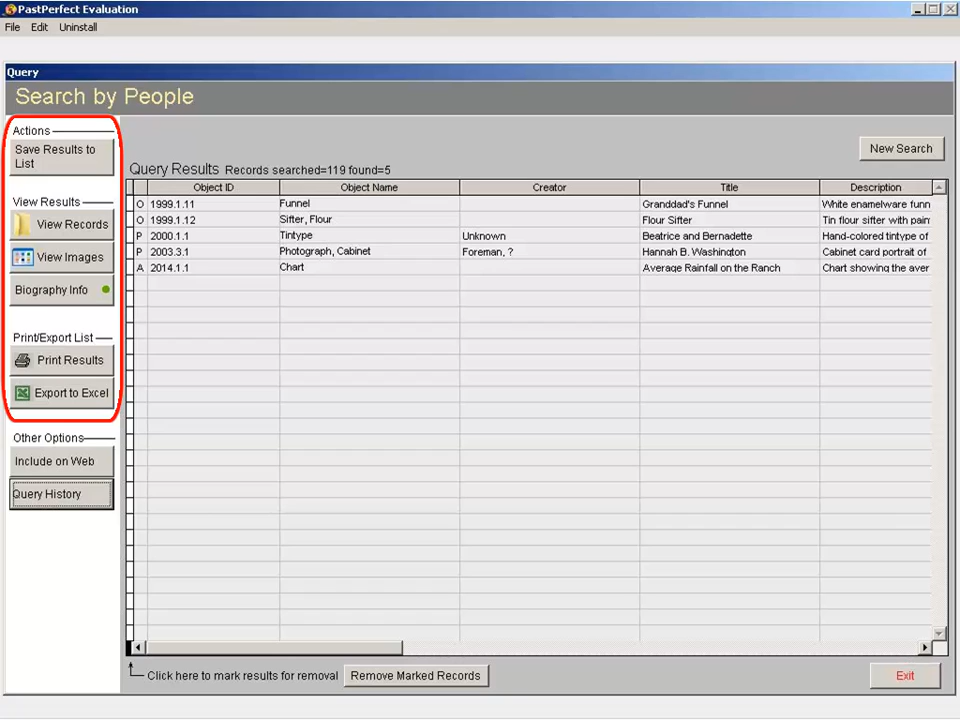 PastPerfect Evaluation
File Edit Uninstall
Query
Search by People
Actions
Save Results to
List
View Results
View Records
View Images
Biography Info
Print/Export List
Print Results
Export to Excel
Other Options
Include on Web
Query History
New Search
Query Results Records searched=119 found=5
Object ID Object Name Creator Title Description
O 1999.1.11 Funnel Granddad's Funnel White enamelware funn
O 1999.1.12 Sifter, Flour Flour Sifter Tin flour sifter with pain
P 2000.1.1 Tintype Unknown Beatrice and Bernadette Hand-colored tintype of
P 2003.3.1 Photograph, Cabinet Foreman, ? Hannah B. Washington Cabinet card portrait of
A 2014.1.1 Chart Average Rainfall on the Ranch Chart showing the aver
Click here to mark results for removal Remove Marked Records Exit